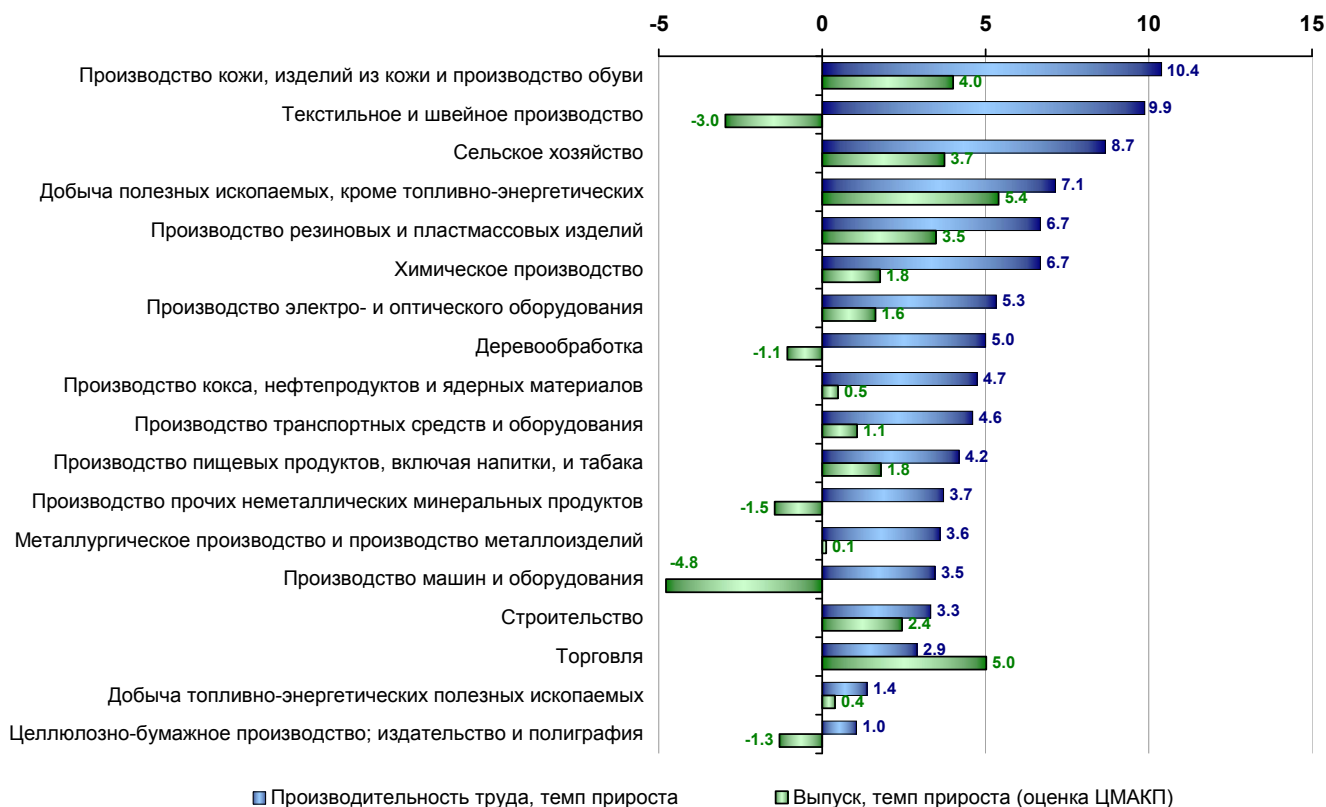 -5 0 5 10 15
Производство кожи, изделий из кожи и производство обуви 10.4
4.0
Текстильное и швейное производство 9.9
-3.0
Сельское хозяйство 8.7
3.7
Добыча полезных ископаемых, кроме топливно-энергетических 7.1
5.4
Производство резиновых и пластмассовых изделий 6.7
3.5
Химическое производство 6.7
1.8
Производство электро- и оптического оборудования 5.3
1.6
Деревообработка 5.0
-1.1
Производство кокса, нефтепродуктов и ядерных материалов 4.7
0.5
Производство транспортных средств и оборудования 4.6
1.1
Производство пищевых продуктов, включая напитки, и табака 4.2
1.8
Производство прочих неметаллических минеральных продуктов 3.7
-1.5
Металлургическое производство и производство металлоизделий 3.6
0.1
-4.8
Производство машин и оборудования 3.5
Строительство 3.3
2.4
Торговля 2.9
5.0
Добыча топливно-энергетических полезных ископаемых 1.4
0.4
Целлюлозно-бумажное производство; издательство и полиграфия 1.0
-1.3
Производительность труда, темп прироста Выпуск, темп прироста (оценка ЦМАКП)